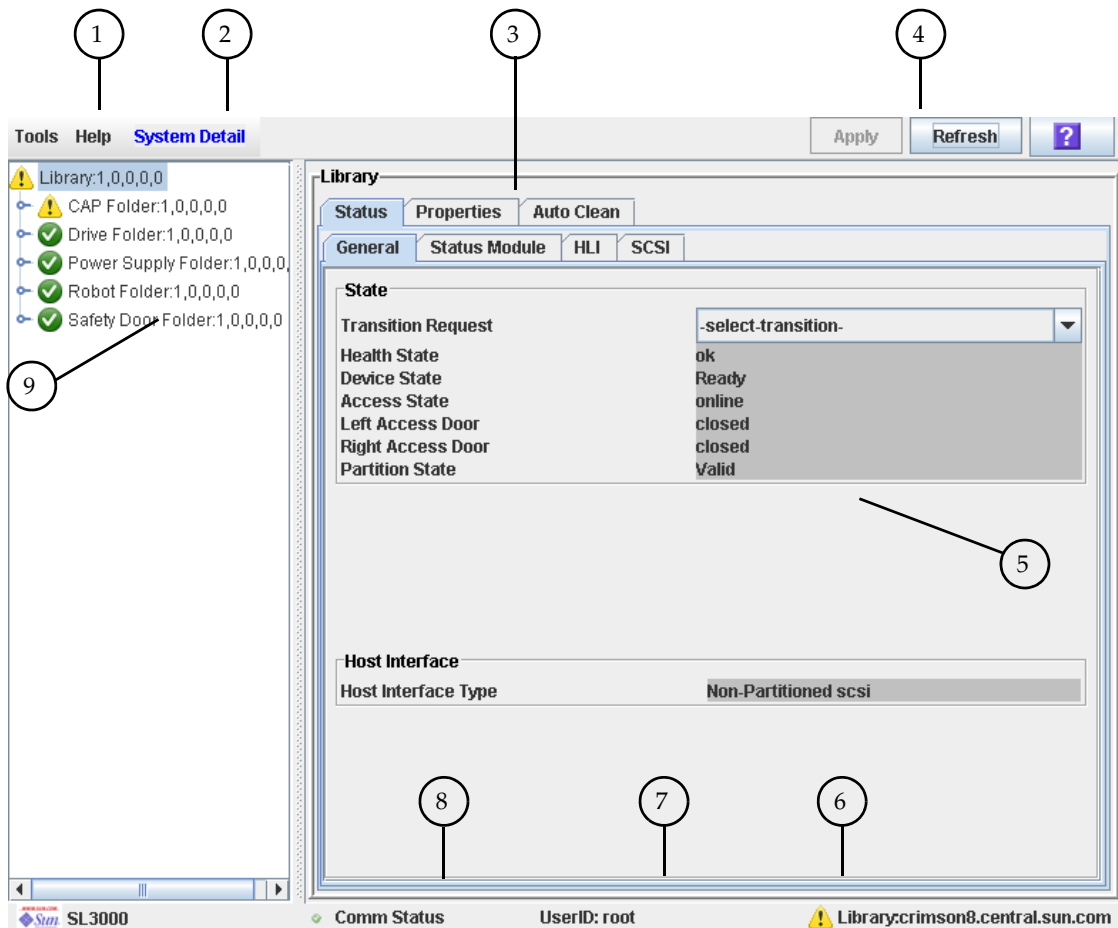 1 2 3 4
Tools Help System Detail Apply Refresh ?
Library:1,0,0,0,0
CAP Folder:1,0,0,0,0
Drive Folder:1,0,0,0,0
Power Supply Folder:1,0,0,0,
Robot Folder:1,0,0,0,0
Safety Door Folder:1,0,0,0,0
9
Library
Status Properties Auto Clean
General Status Module HLI SCSI
State
Transition Request -select-transition-
Health State ok
Device State Ready
Access State online
Left Access Door closed
Right Access Door closed
Partition State Valid
5
Host Interface
Host Interface Type Non-Partitioned scsi
8 7 6
Sun SL3000 Comm Status UserID: root Library:crimson8.central.sun.com